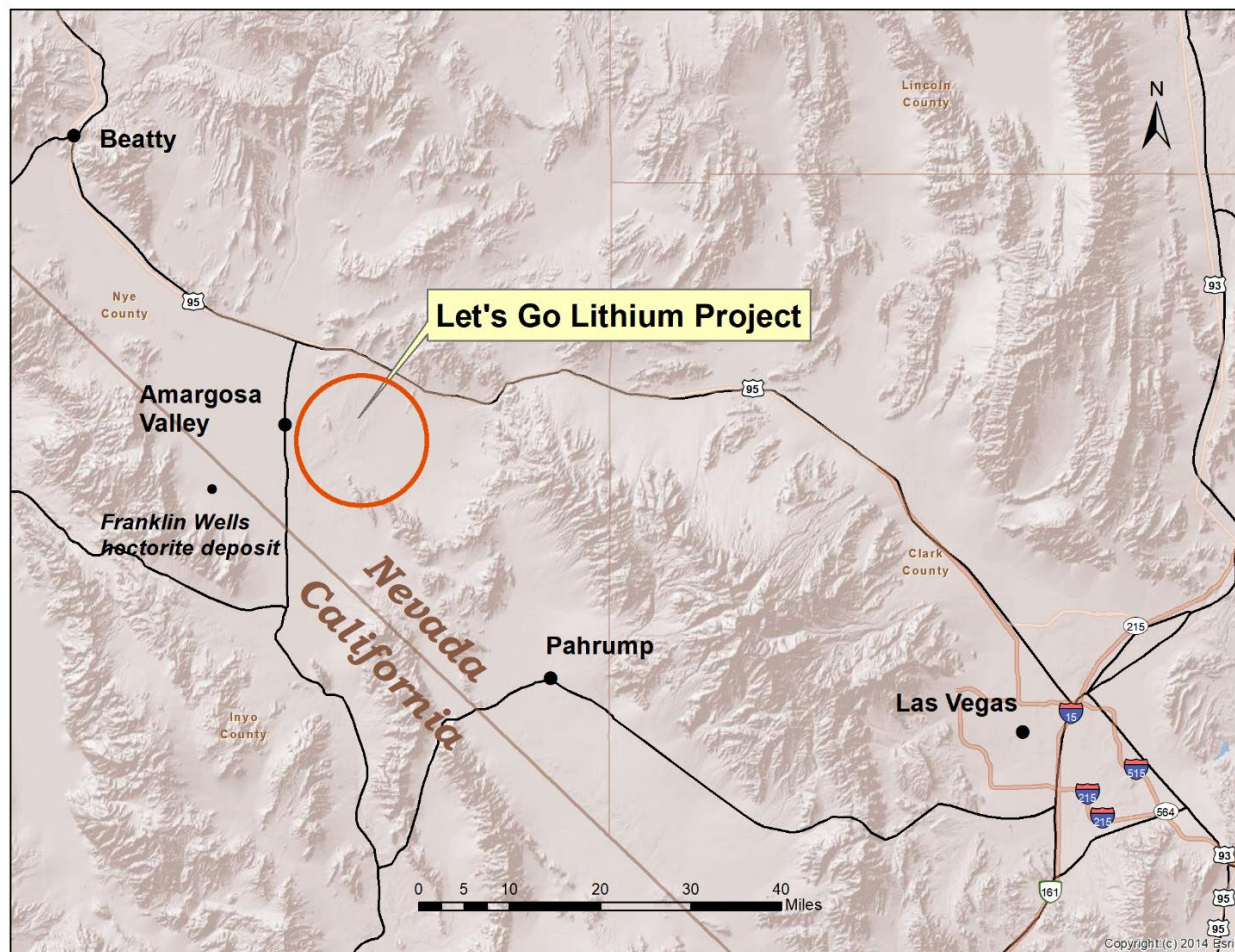 Lincoln
County
N
Beatty
93
Nye
County
95
Let's Go Lithium Project
Amargosa
Valley
95
Franklin Wells
hectorite deposit
Nevada
California
Clark
County
215
Pahrump
Las Vegas
15
Inyo
County
515
215
215
564
93
161
95
95
0 5 10 20 30 40
Miles
Copyright (c) 2014 Esri